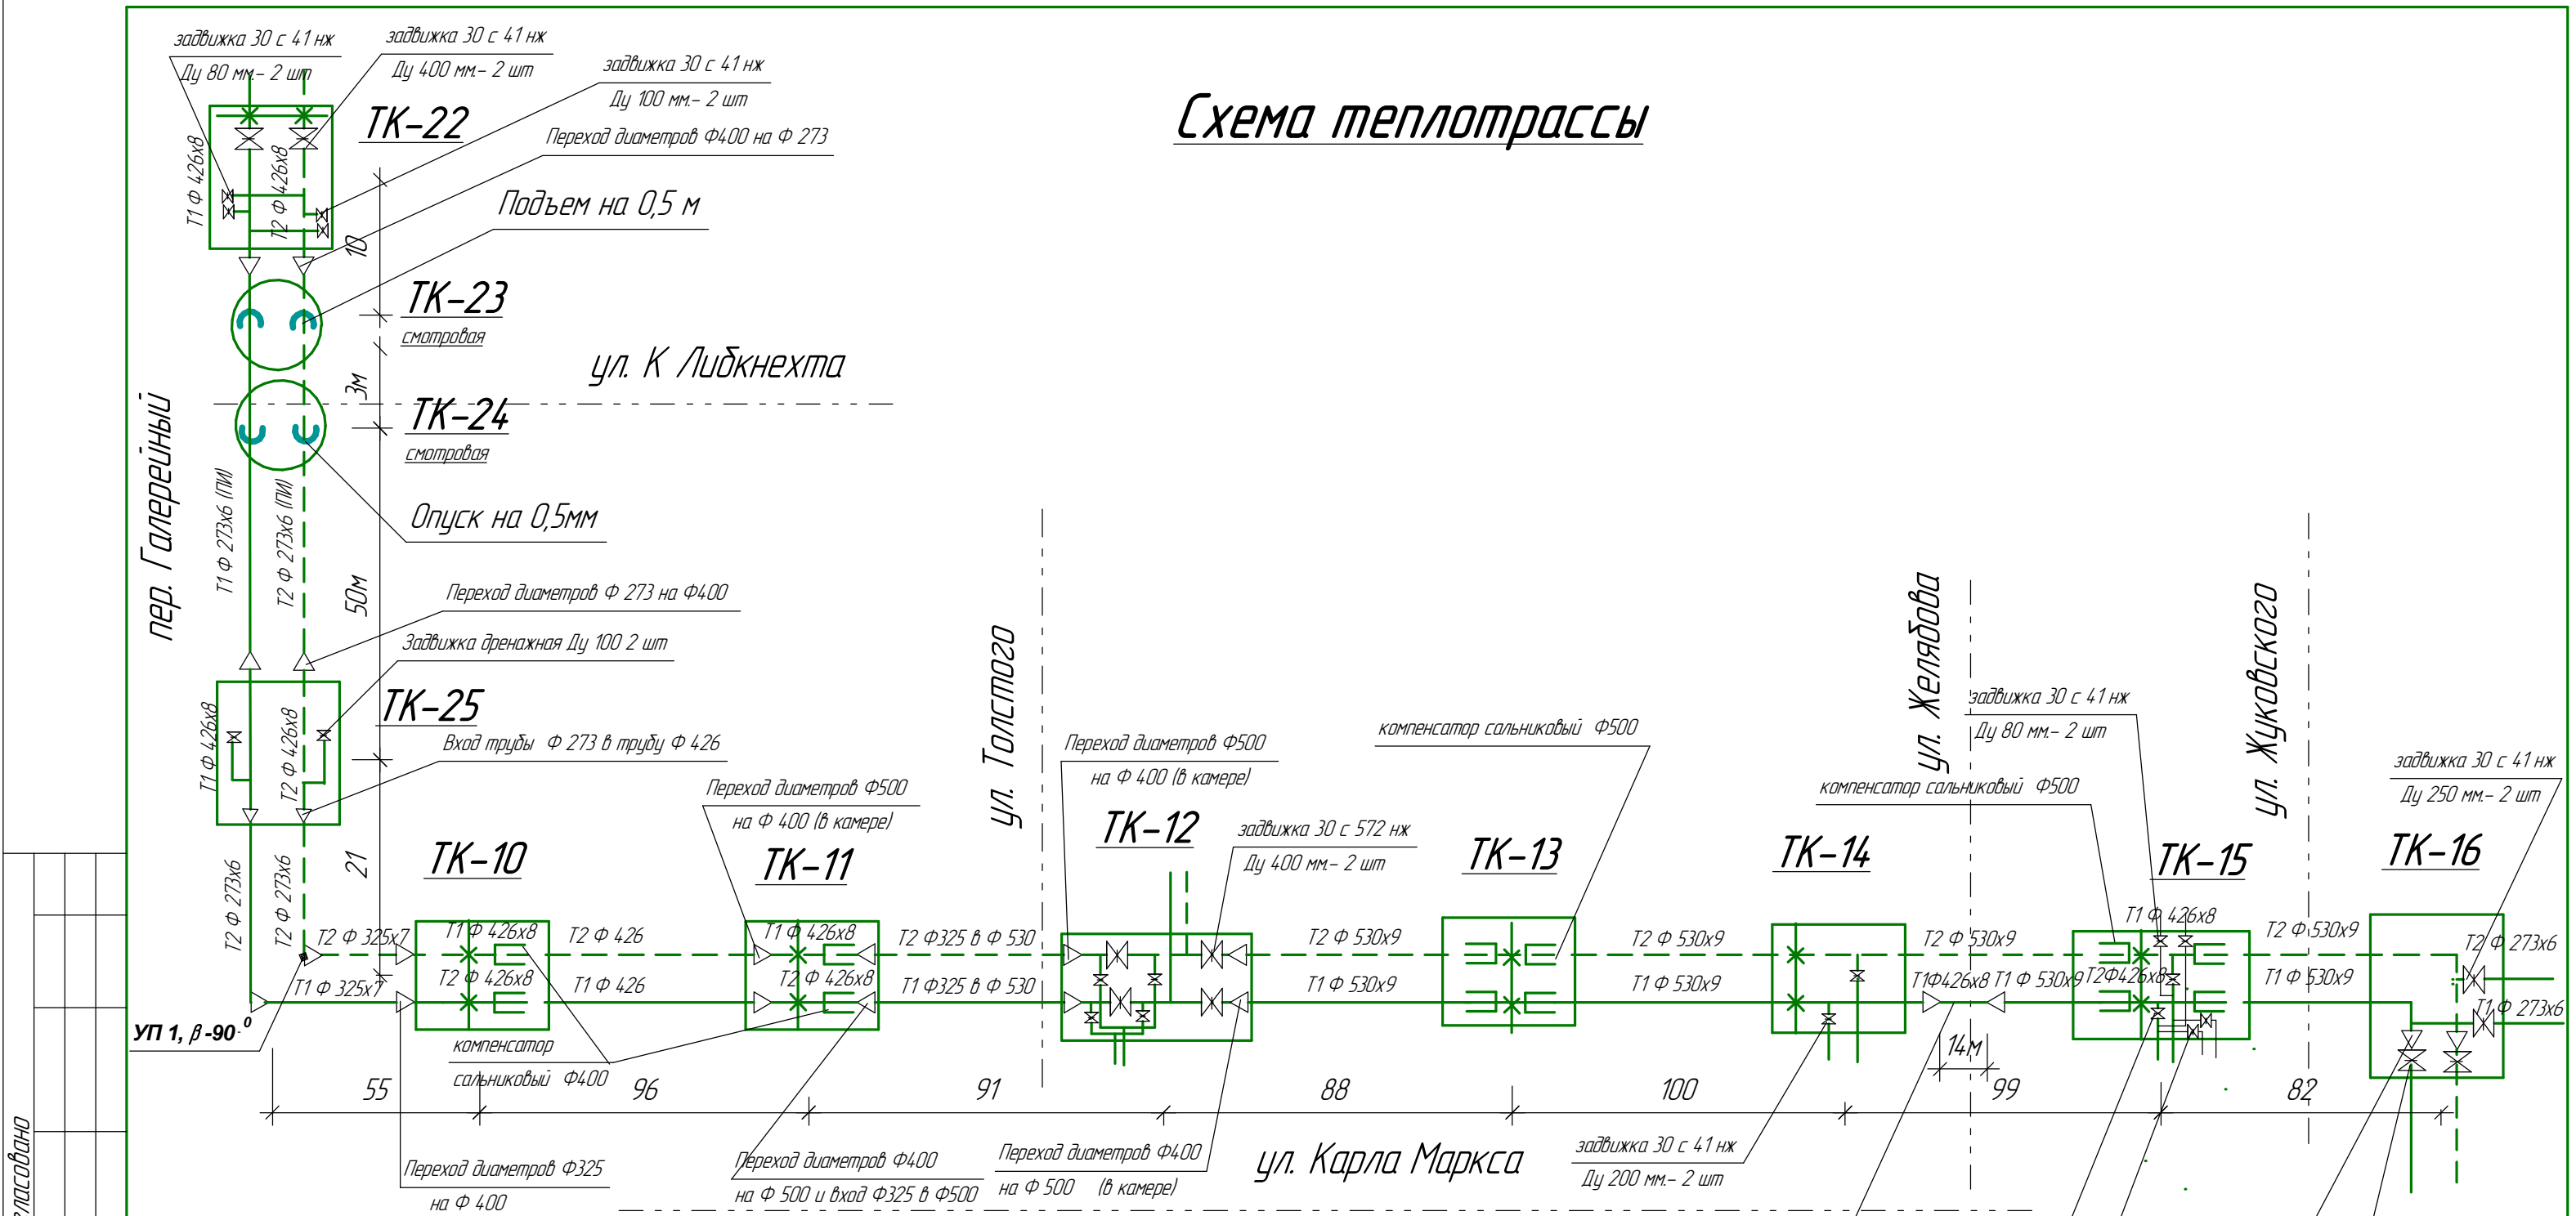 Схема теплотрассы
задвижка 30 с 41 нж
Ду 80 мм.- 2 шт
задвижка 30 с 41 нж
Ду 400 мм.- 2 шт
задвижка 30 с 41 нж
Ду 100 мм.- 2 шт
ТК-22
Переход диаметров Ф400 на Ф 273
Т1 Ф 426х8
Т2 Ф 426х8
Подъем на 0,5 м
10
ТК-23
смотровая
ул. К Либкнехта
3м
ТК-24
смотровая
пер. Галерейный
Т1 Ф 273х6 (ПИ)
Т2 Ф 273х6 (ПИ)
Опуск на 0,5мм
50м
Переход диаметров Ф 273 на Ф400
Задвижка дренажная Ду 100 2 шт
ТК-25
Т1 Ф 426х8
Т2 Ф 426х8
Вход трубы Ф 273 в трубу Ф 426
21
Т2 Ф 273х6
Т2 Ф 273х6
ул. Толстого
ул. Желябова
ул. Жуковского
Переход диаметров Ф500
на Ф 400 (в камере)
Переход диаметров Ф500
на Ф 400 (в камере)
компенсатор сальниковый Ф500
задвижка 30 с 41 нж
Ду 80 мм.- 2 шт
компенсатор сальниковый Ф500
задвижка 30 с 41 нж
Ду 250 мм.- 2 шт
задвижка 30 с 572 нж
Ду 400 мм.- 2 шт
ТК-10
ТК-11
ТК-12
ТК-13
ТК-14
ТК-15
ТК-16
Т2 Ф 325х7
Т1 Ф 426х8
Т2 Ф 426
Т1 Ф 426х8
Т2 Ф325 в Ф 530
Т2 Ф 530х9
Т2 Ф 530х9
Т2 Ф 530х9
Т1 Ф 426х8
Т2 Ф 530х9
Т2 Ф 273х6
Т1 Ф 325х7
Т2 Ф 426х8
Т1 Ф 426
Т2 Ф 426х8
Т1 Ф325 в Ф 530
Т1 Ф 530х9
Т1 Ф 530х9
Т1Ф426х8
Т1 Ф 530х9
Т2Ф426х8
Т1 Ф 530х9
Т1 Ф 273х6
УП 1, β-90 0
компенсатор
сальниковый Ф400
14м
55
96
91
88
100
99
82
Переход диаметров Ф325
на Ф 400
Переход диаметров Ф400
на Ф 500 и вход Ф325 в Ф500
Переход диаметров Ф400
на Ф 500 (в камере)
ул. Карла Маркса
задвижка 30 с 41 нж
Ду 200 мм.- 2 шт